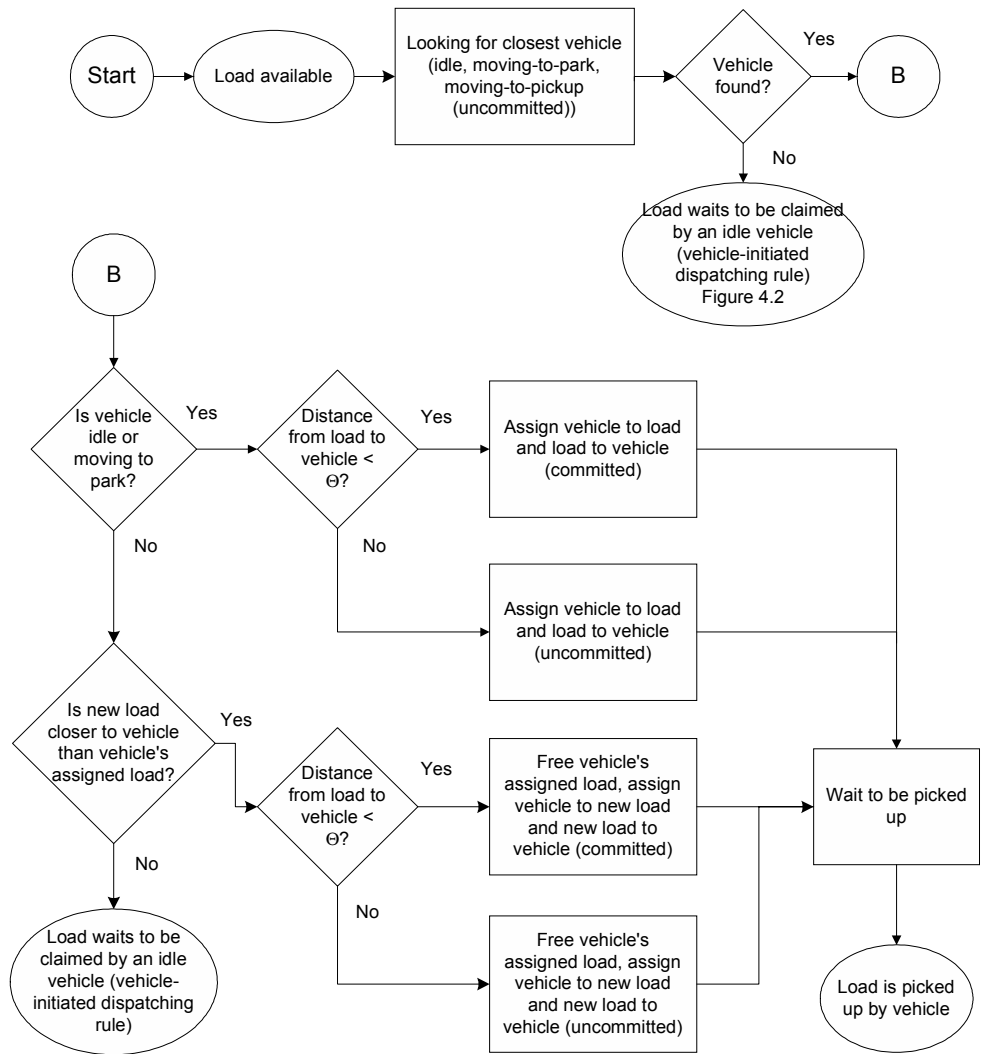 Start
Load available
Looking for closest vehicle
(idle, moving-to-park,
moving-to-pickup
(uncommitted))
Vehicle
found?
Yes
B
No
Load waits to be claimed
by an idle vehicle
(vehicle-initiated
dispatching rule)
Figure 4.2
B
Is vehicle
idle or
moving to
park?
Yes
Distance
from load to
vehicle <
Θ?
Yes
Assign vehicle to load
and load to vehicle
(committed)
No
No
Assign vehicle to load
and load to vehicle
(uncommitted)
Is new load
closer to vehicle
than vehicle's
assigned load?
Yes
Distance
from load to
vehicle <
Θ?
Yes
Free vehicle's
assigned load, assign
vehicle to new load
and new load to
vehicle (committed)
Wait to be picked
up
No
No
Load waits to be
claimed by an idle
vehicle (vehicle-
initiated dispatching
rule)
Free vehicle's
assigned load, assign
vehicle to new load
and new load to
vehicle (uncommitted)
Load is picked
up by vehicle